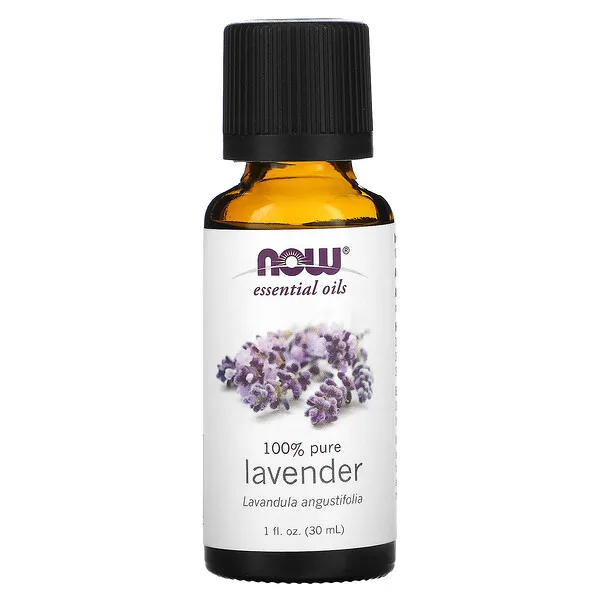 now®
essential oils
100% pure
lavender
Lavandula angustifolia
1 fl. oz. (30 mL)